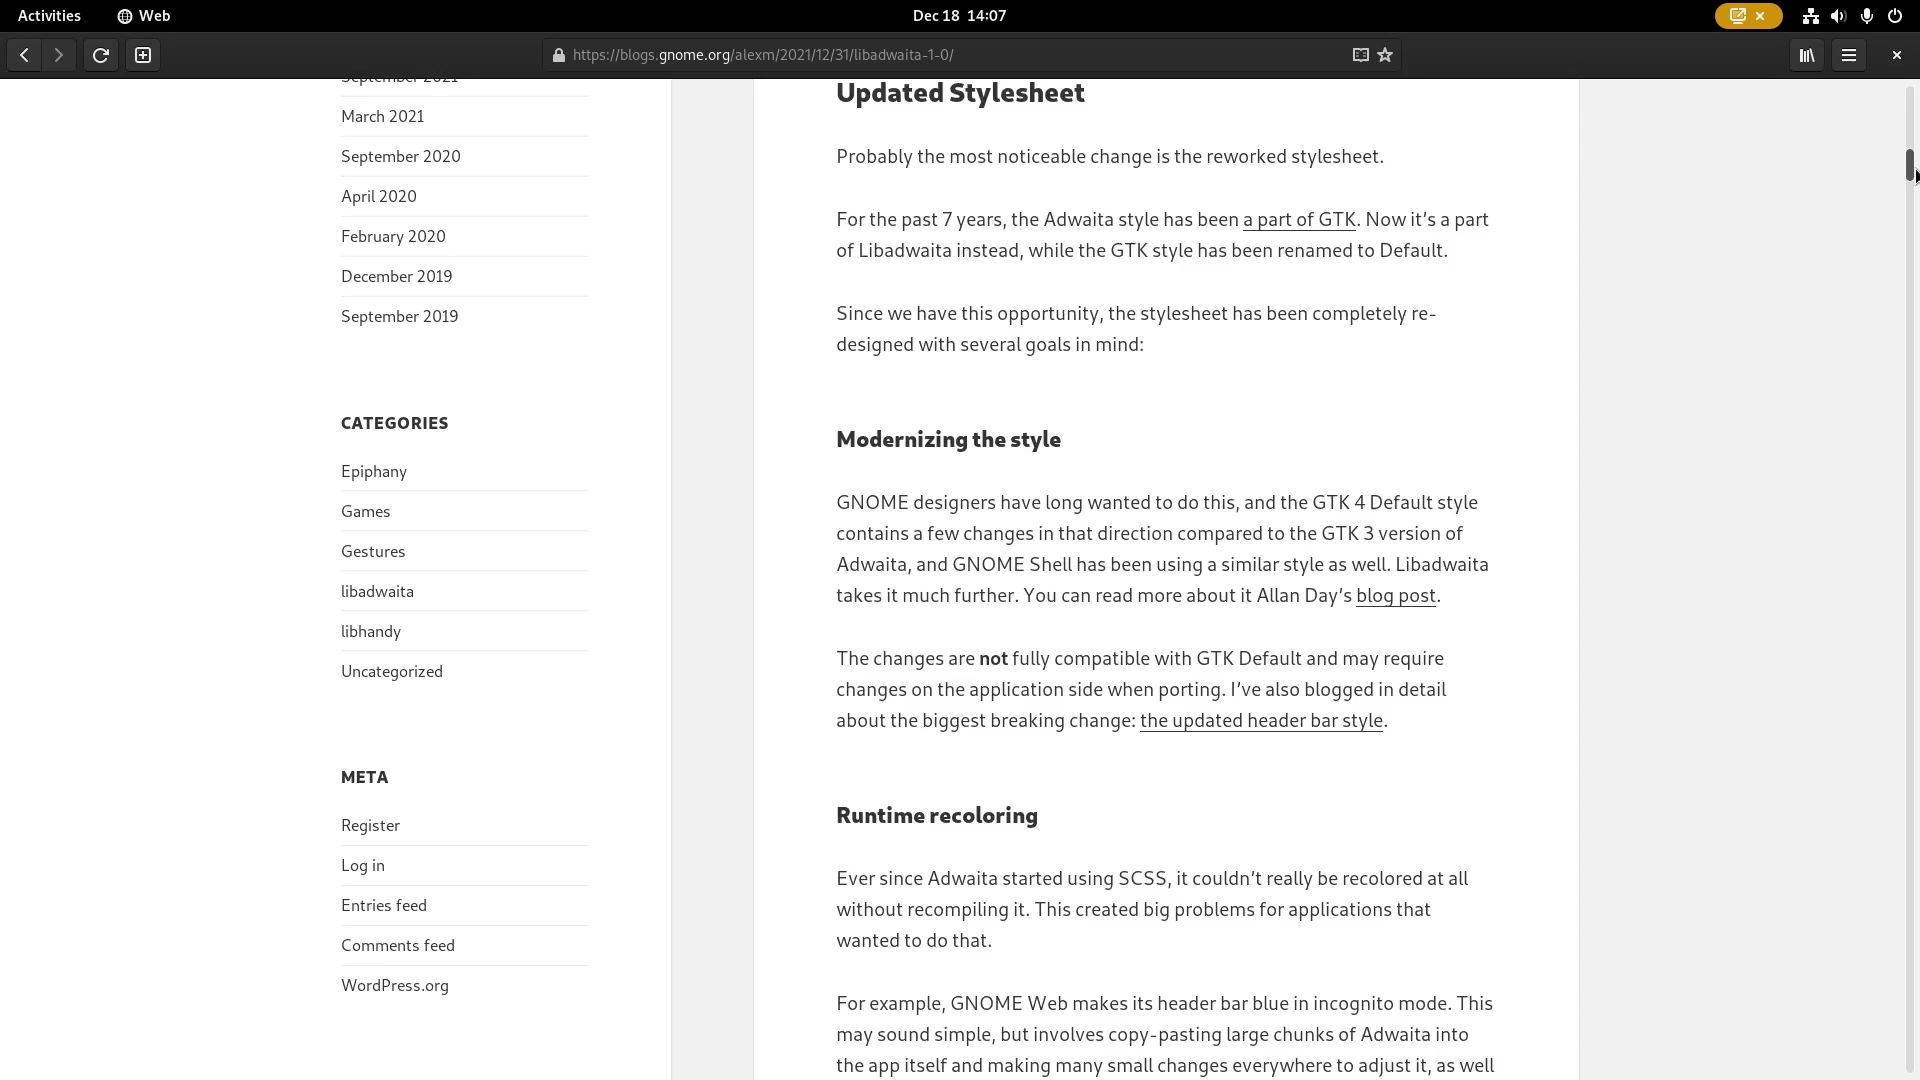 Activities
Web
Dec 18 14:07
https://blogs.gnome.org/alexm/2021/12/31/libadwaita-1-0/
September 2021
March 2021
September 2020
April 2020
February 2020
December 2019
September 2019
CATEGORIES
Epiphany
Games
Gestures
libadwaita
libhandy
Uncategorized
META
Register
Log in
Entries feed
Comments feed
WordPress.org
Updated Stylesheet
Probably the most noticeable change is the reworked stylesheet.
For the past 7 years, the Adwaita style has been a part of GTK. Now it’s a part
of Libadwaita instead, while the GTK style has been renamed to Default.
Since we have this opportunity, the stylesheet has been completely re-
designed with several goals in mind:
Modernizing the style
GNOME designers have long wanted to do this, and the GTK 4 Default style
contains a few changes in that direction compared to the GTK 3 version of
Adwaita, and GNOME Shell has been using a similar style as well. Libadwaita
takes it much further. You can read more about it Allan Day’s blog post.
The changes are not fully compatible with GTK Default and may require
changes on the application side when porting. I’ve also blogged in detail
about the biggest breaking change: the updated header bar style.
Runtime recoloring
Ever since Adwaita started using SCSS, it couldn’t really be recolored at all
without recompiling it. This created big problems for applications that
wanted to do that.
For example, GNOME Web makes its header bar blue in incognito mode. This
may sound simple, but involves copy-pasting large chunks of Adwaita into
the app itself and making many small changes everywhere to adjust it, as well